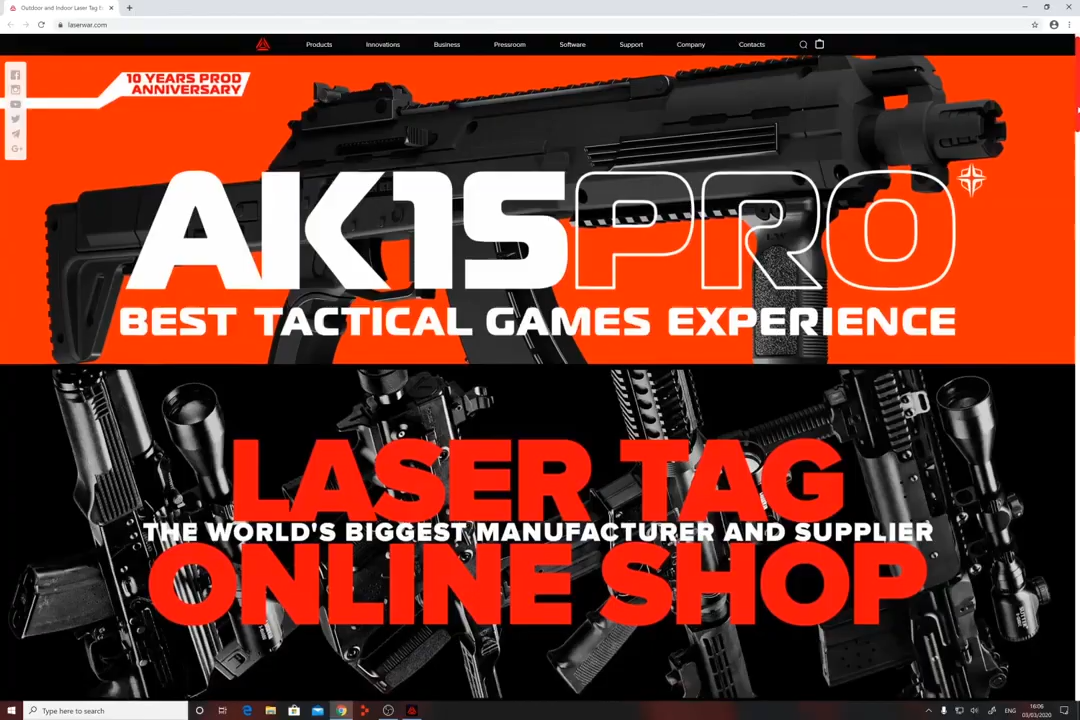 Outdoor and Indoor Laser Tag E
laserwar.com
Products Innovations Business Pressroom Software Support Company Contacts
10 YEARS PROD
ANNIVERSARY
AK15PRO
BEST TACTICAL GAMES EXPERIENCE
LASER TAG
THE WORLD'S BIGGEST MANUFACTURER AND SUPPLIER
ONLINE SHOP
Type here to search
ENG
16:06
03/03/2020